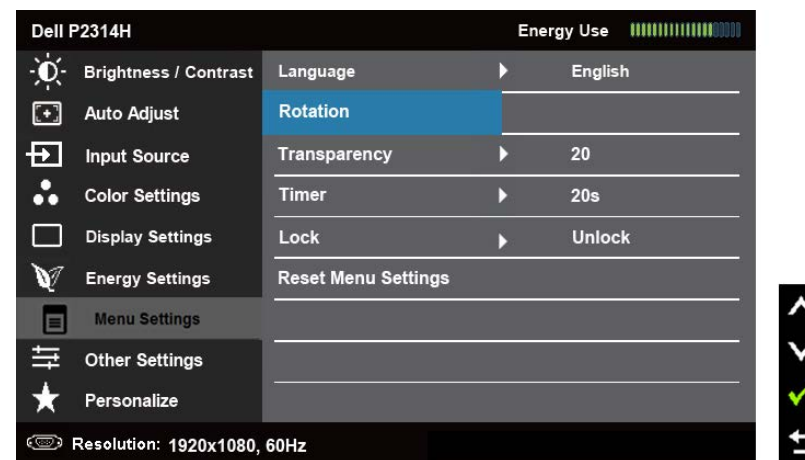 Dell P2314H Energy Use
Brightness / Contrast Language English
Auto Adjust Rotation
Input Source Transparency 20
Color Settings Timer 20s
Display Settings Lock Unlock
Energy Settings Reset Menu Settings
Menu Settings
Other Settings
Personalize
Resolution: 1920x1080, 60Hz